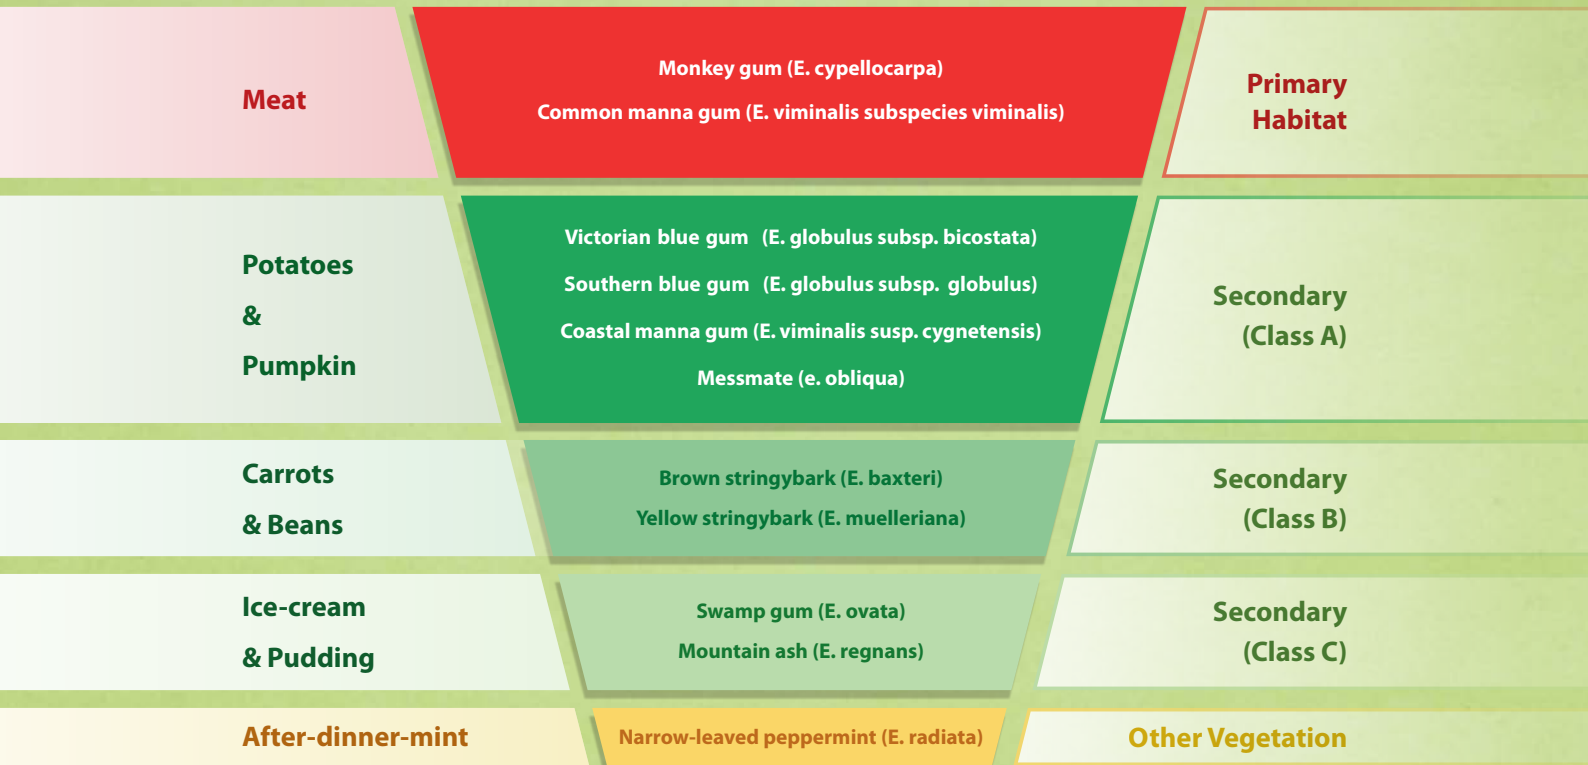 Meat
Monkey gum (E. cypellocarpa)
Common manna gum (E. viminalis subspecies viminalis)
Primary
Habitat
Potatoes
&
Pumpkin
Victorian blue gum (E. globulus subsp. bicostata)
Southern blue gum (E. globulus subsp. globulus)
Coastal manna gum (E. viminalis susp. cygnetensis)
Messmate (e. obliqua)
Secondary
(Class A)
Carrots
& Beans
Brown stringybark (E. baxteri)
Yellow stringybark (E. muelleriana)
Secondary
(Class B)
Ice-cream
& Pudding
Swamp gum (E. ovata)
Mountain ash (E. regnans)
Secondary
(Class C)
After-dinner-mint
Narrow-leaved peppermint (E. radiata)
Other Vegetation